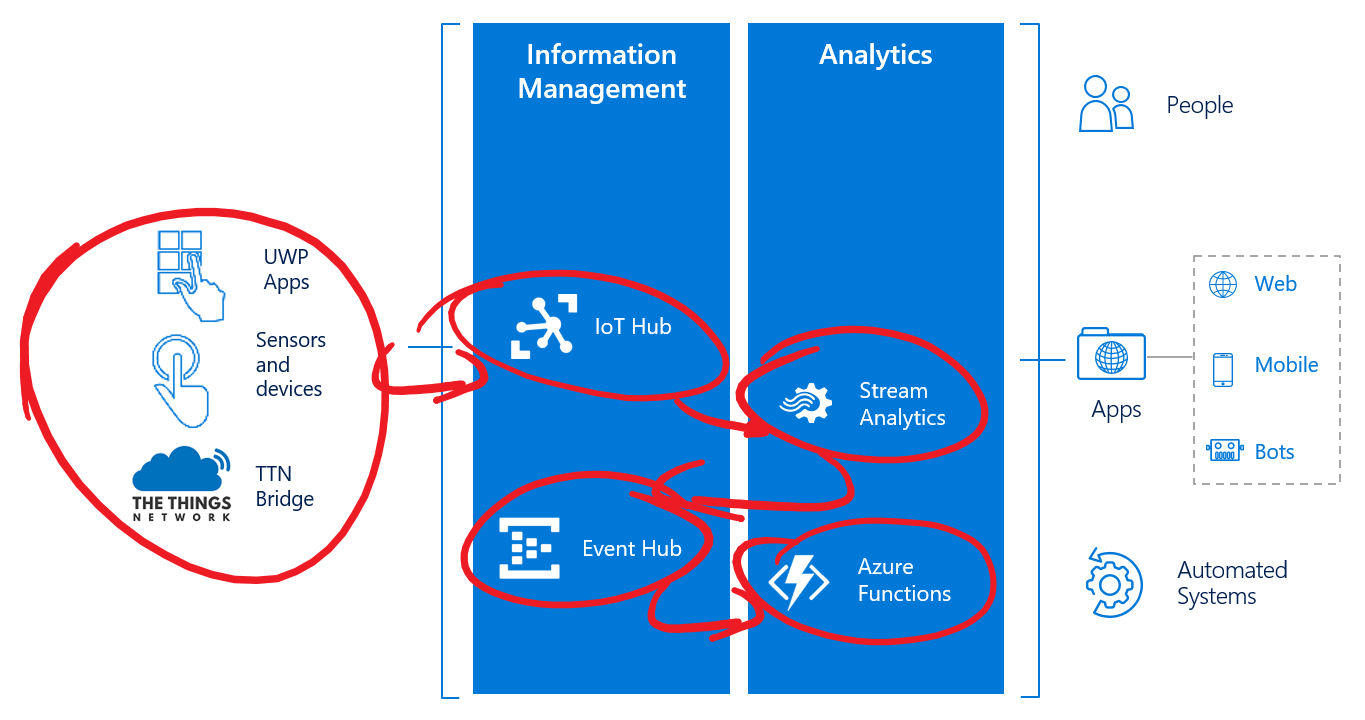 Information
Management
Analytics
People
UWP
Apps
Sensors
and
devices
THE THINGS
NETWORK
TTN
Bridge
IoT Hub
Stream
Analytics
Event Hub
Azure
Functions
Apps
Web
Mobile
Bots
Automated
Systems